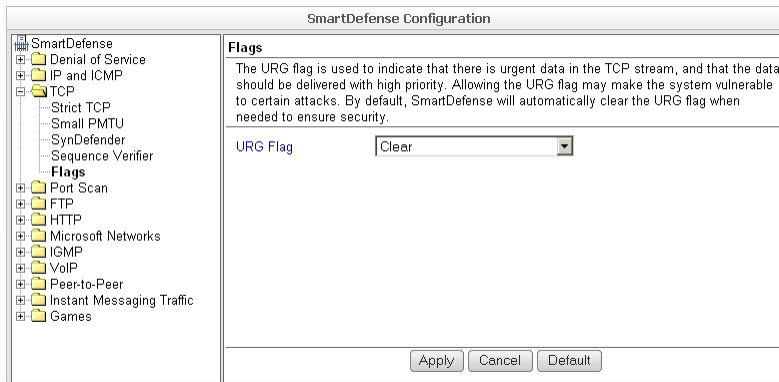 SmartDefense Configuration
SmartDefense
Denial of Service
IP and ICMP
TCP
Strict TCP
Small PMTU
SynDefender
Sequence Verifier
Flags
Port Scan
FTP
HTTP
Microsoft Networks
IGMP
VoIP
Peer-to-Peer
Instant Messaging Traffic
Games
Flags
The URG flag is used to indicate that there is urgent data in the TCP stream, and that the data
should be delivered with high priority. Allowing the URG flag may make the system vulnerable
to certain attacks. By default, SmartDefense will automatically clear the URG flag when
needed to ensure security.
URG Flag
Clear
Apply Cancel Default